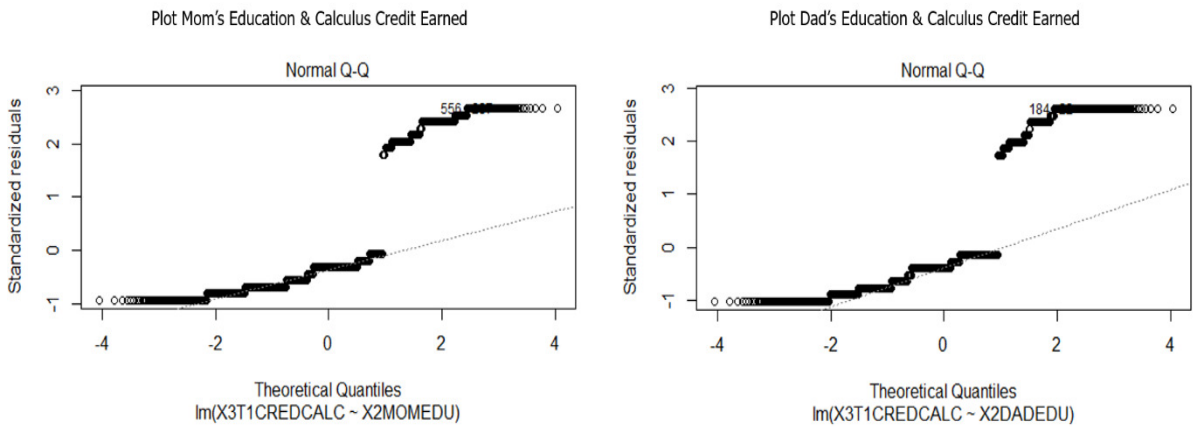 Plot Mom's Education & Calculus Credit Earned
Normal Q-Q
Standardized residuals
3
2
1
0
-1
556
-4
-2
0
2
4
Theoretical Quantiles
lm(X3T1CREDCALC ~ X2MOMEDU)
Plot Dad's Education & Calculus Credit Earned
Normal Q-Q
Standardized residuals
3
2
1
0
-1
184
-4
-2
0
2
4
Theoretical Quantiles
lm(X3T1CREDCALC ~ X2DADEDU)